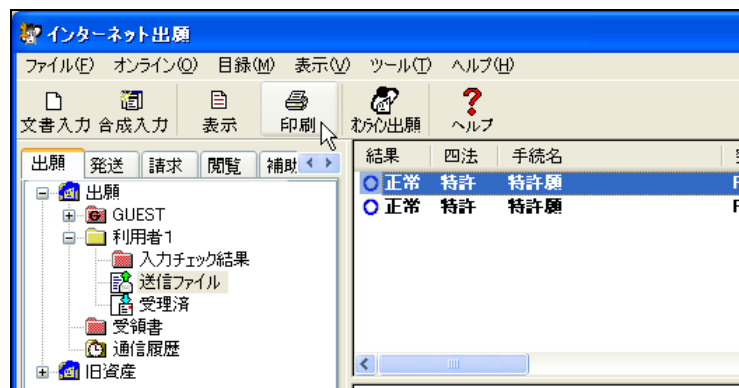 インターネット出願
ファイル(F) オンライン(O) 目録(M) 表示(V) ツール(T) ヘルプ(H)
文書入力 合成入力 表示 印刷 オンライン出願 ヘルプ
出願 発送 請求 閲覧 補助
結果 四法 手続名
正常 特許 特許願
正常 特許 特許願
出願
GUEST
利用者1
入力チェック結果
送信ファイル
受理済
受領書
通信履歴
旧資産